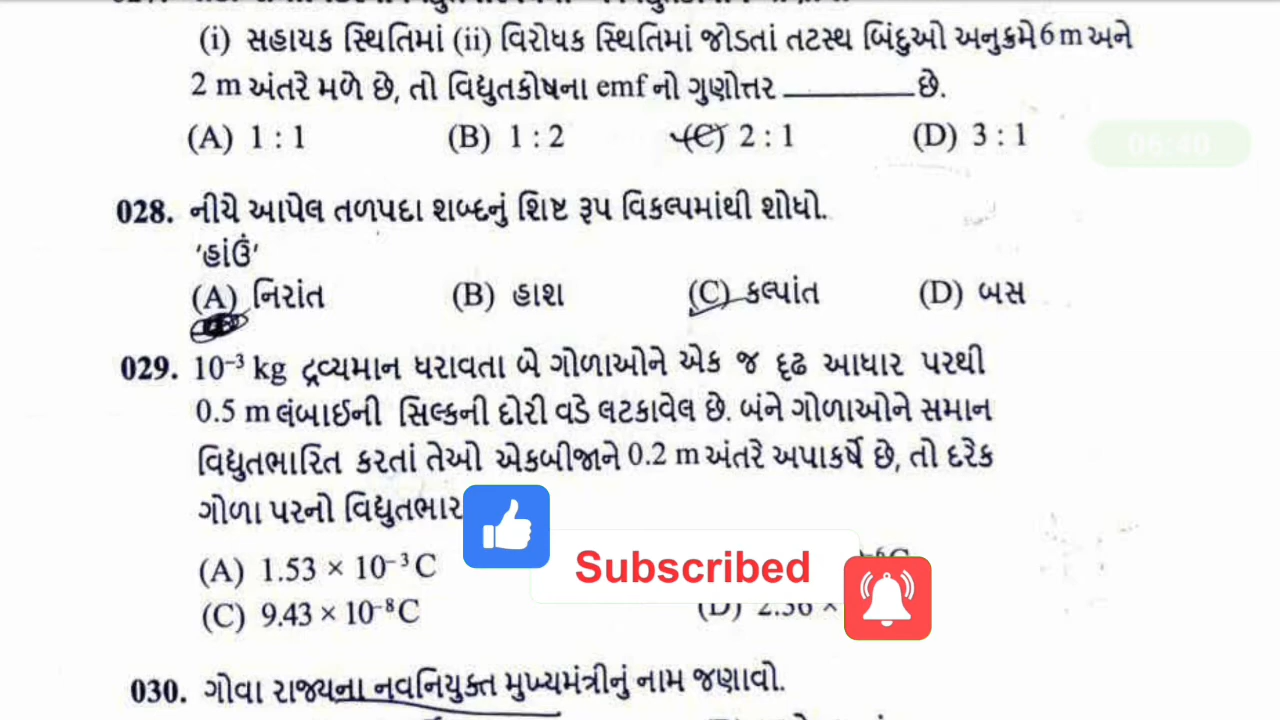 (i) સહાયક સ્થિતિમાં (ii) વિરોધક સ્થિતિમાં જોડતાં તટસ્થ બિંદુઓ અનુક્રમે 6 m અને
2 m અંતરે મળે છે, તો વિદ્યુતકોષના emf નો ગુણોત્તર ________ છે.
(A) 1 : 1 (B) 1 : 2 (C) 2 : 1 (D) 3 : 1
06:40
028. નીચે આપેલ તળપદા શબ્દનું શિષ્ટ રૂપ વિકલ્પમાંથી શોધો.
'હાંઉં'
(A) નિરાંત (B) હાશ (C) કલ્પાંત (D) બસ
029. 10⁻³ kg દ્રવ્યમાન ધરાવતા બે ગોળાઓને એક જ દૃઢ આધાર પરથી
0.5 m લંબાઈની સિલ્કની દોરી વડે લટકાવેલ છે. બંને ગોળાઓને સમાન
વિદ્યુતભારિત કરતાં તેઓ એકબીજાને 0.2 m અંતરે અપાકર્ષે છે, તો દરેક
ગોળા પરનો વિદ્યુતભાર
(A) 1.53 × 10⁻³ C
Subscribed
(C) 9.43 × 10⁻⁸ C (D) 2.36 ×
030. ગોવા રાજ્યના નવનિયુક્ત મુખ્યમંત્રીનું નામ જણાવો.